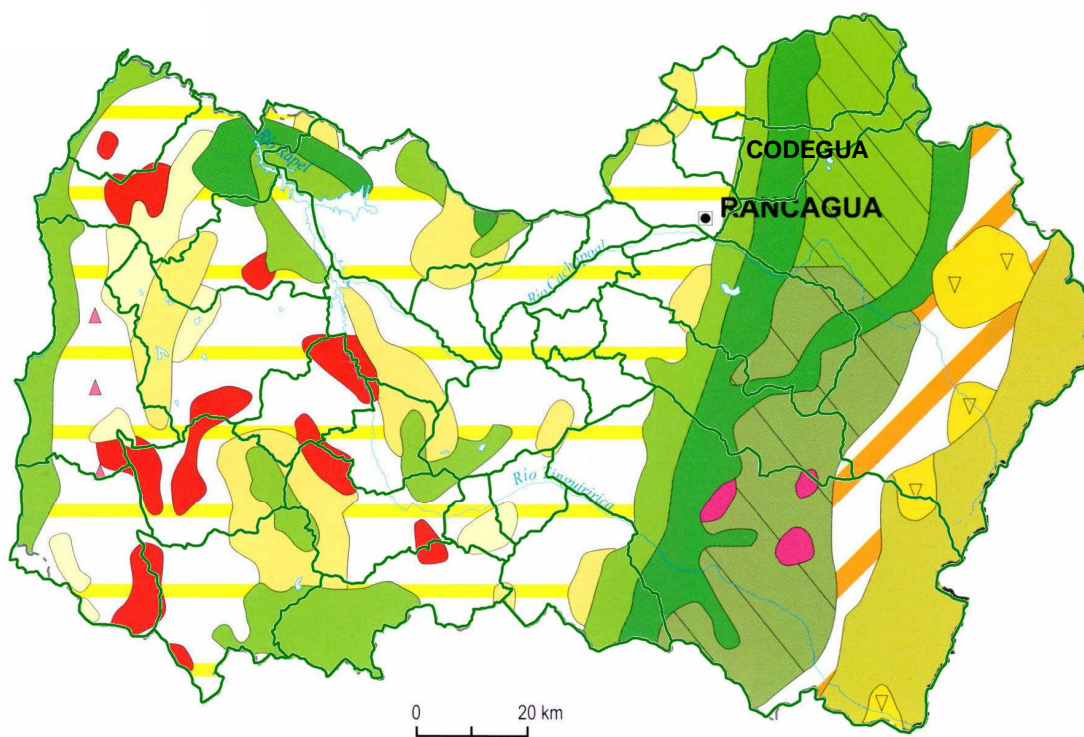 Río Rapel
CODEGUA
RANCAGUA
Río Cachapoal
Río Tinguiririca
0 20 km